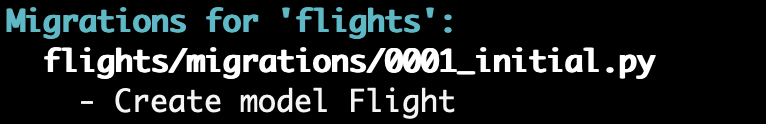 Migrations for 'flights':
flights/migrations/0001_initial.py
- Create model Flight